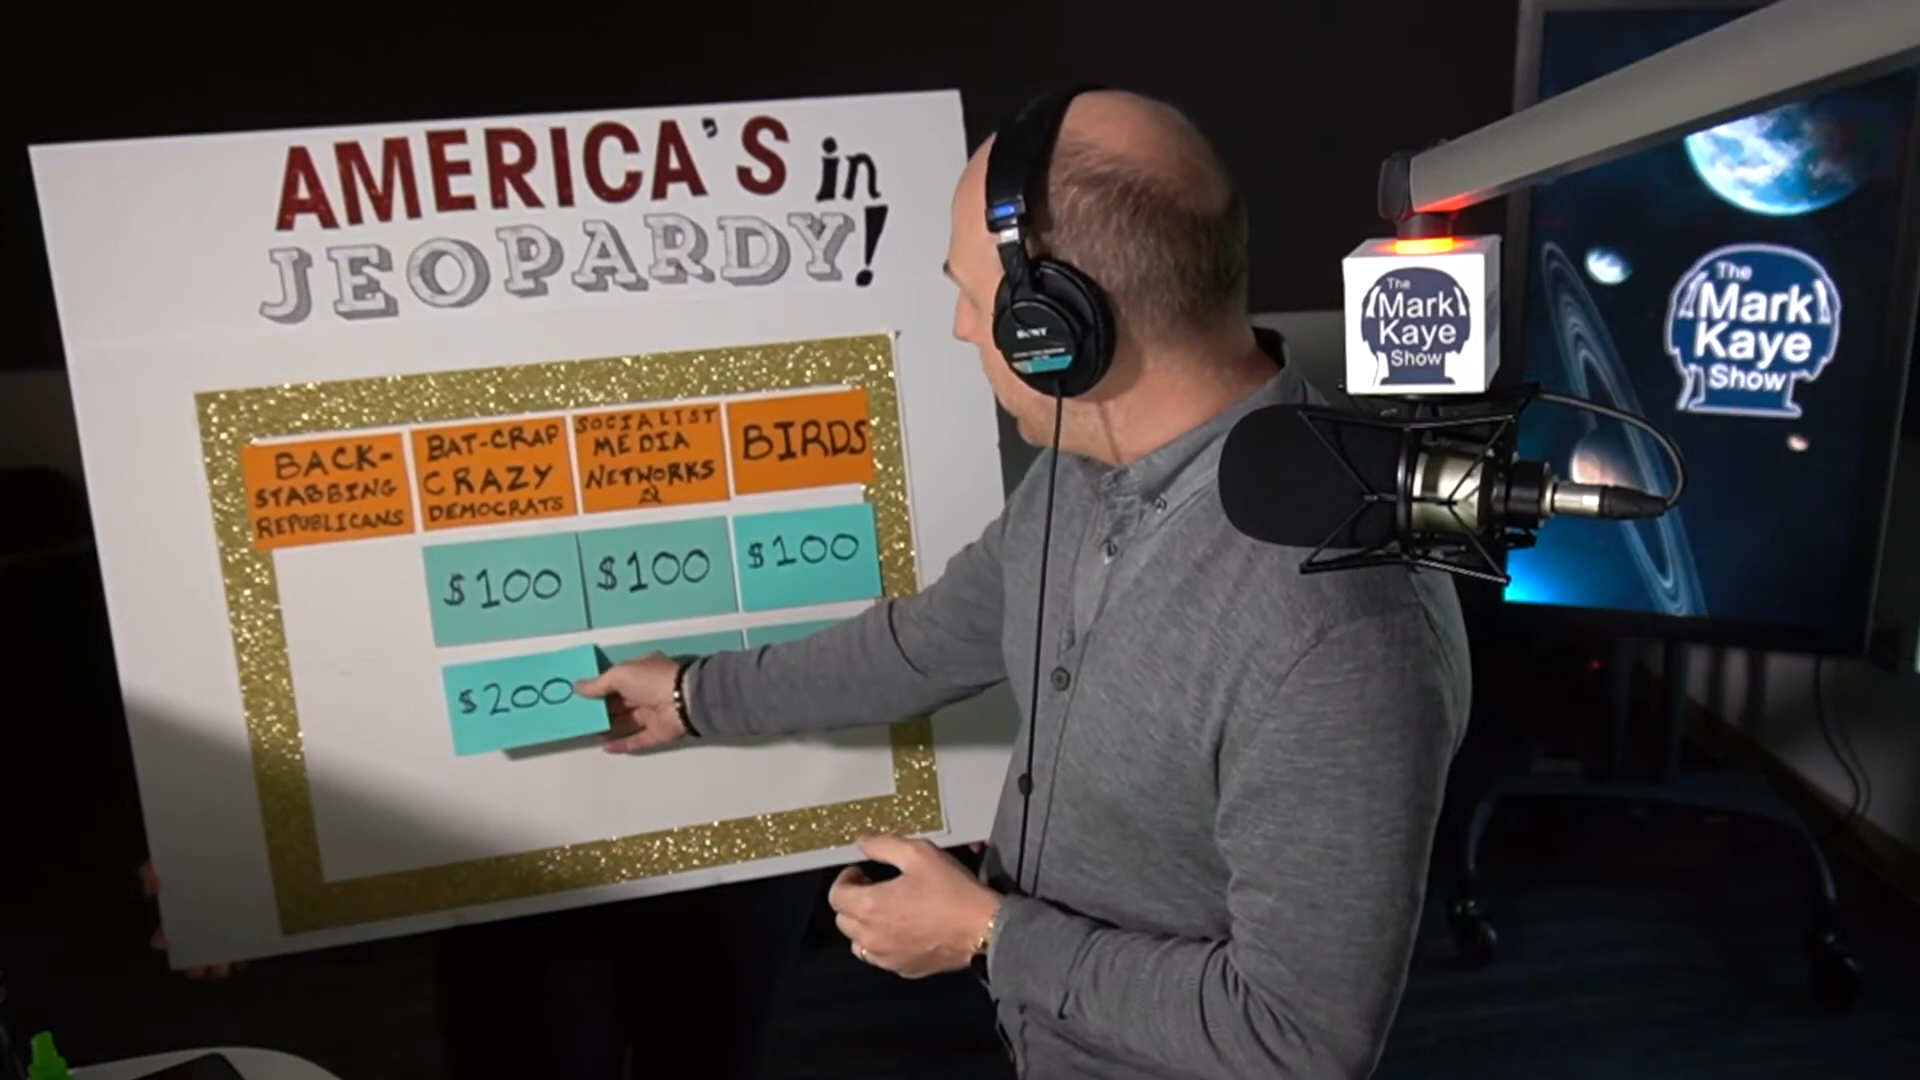 AMERICA'S in
JEOPARDY!
BACK-
STABBING
REPUBLICANS
BAT-CRAP
CRAZY
DEMOCRATS
SOCIALIST
MEDIA
NETWORKS
☭
BIRDS
$100
$100
$100
$200
SONY
The
Mark
Kaye
Show
The
Mark
Kaye
Show